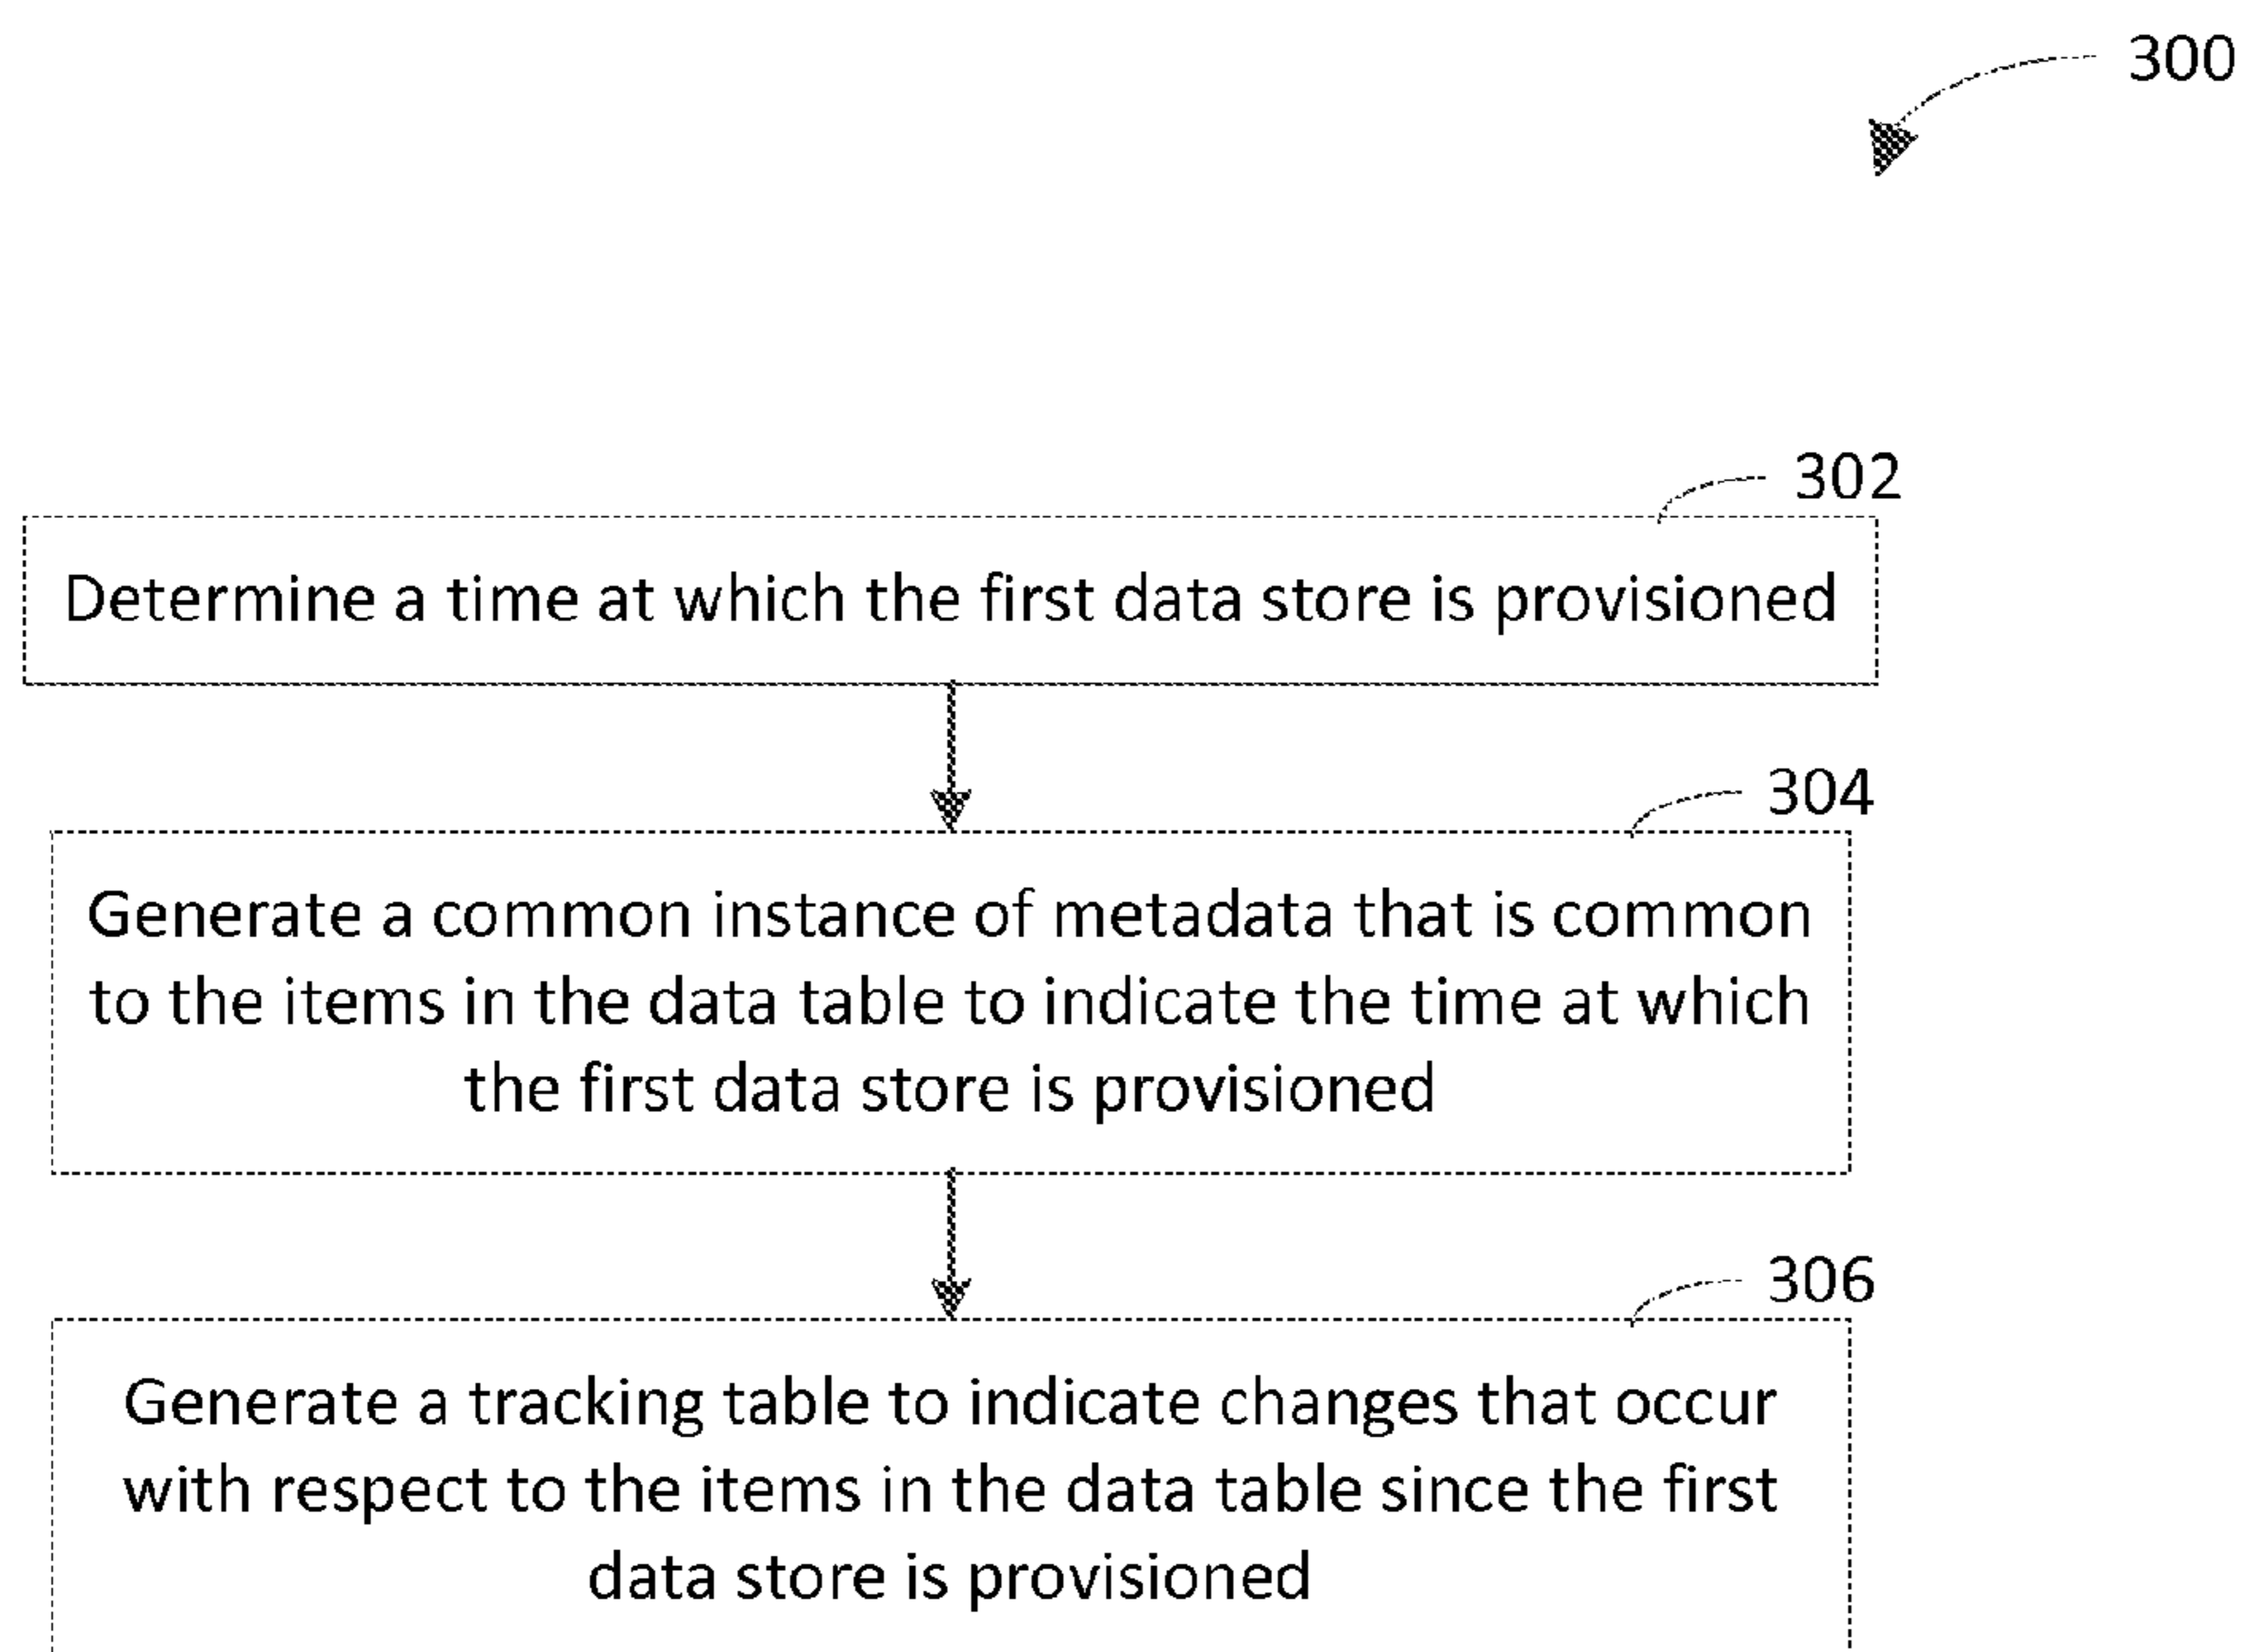 300
302
Determine a time at which the first data store is provisioned
304
Generate a common instance of metadata that is common
to the items in the data table to indicate the time at which
the first data store is provisioned
306
Generate a tracking table to indicate changes that occur
with respect to the items in the data table since the first
data store is provisioned